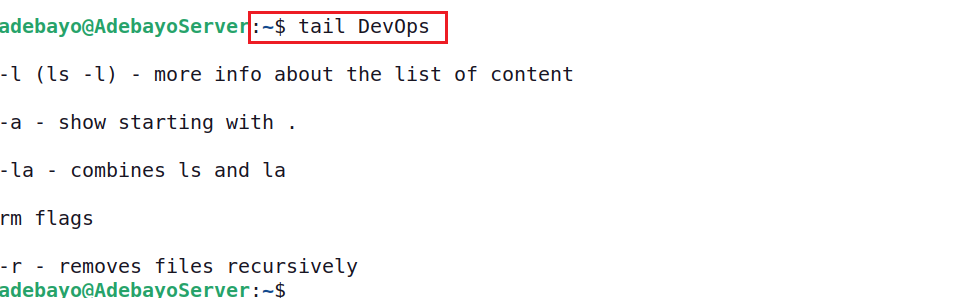 adebayo@AdebayoServer:~$ tail DevOps
-l (ls -l) - more info about the list of content
-a - show starting with .
-la - combines ls and la
rm flags
-r - removes files recursively
adebayo@AdebayoServer:~$